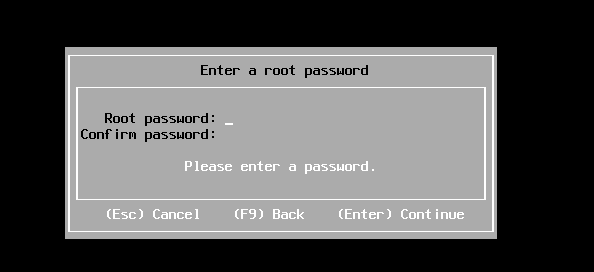 Enter a root password
Root password: _
Confirm password:
Please enter a password.
(Esc) Cancel (F9) Back (Enter) Continue